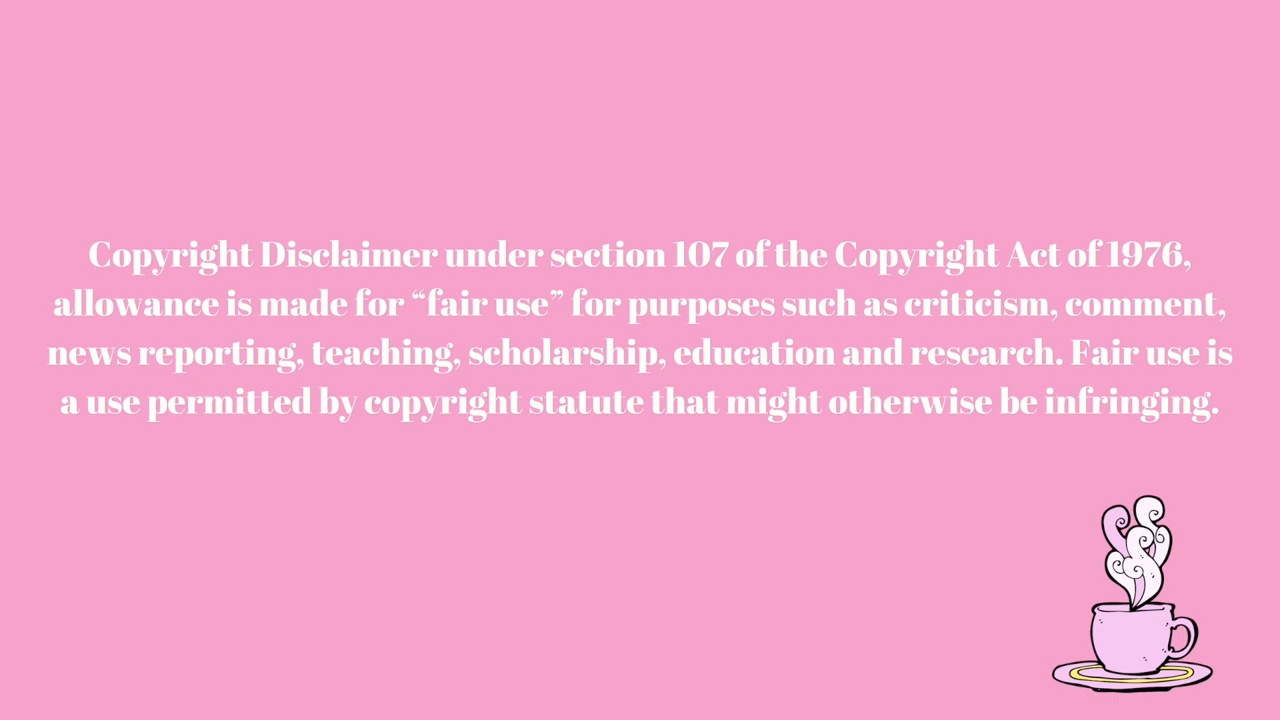 Copyright Disclaimer under section 107 of the Copyright Act of 1976,
allowance is made for “fair use” for purposes such as criticism, comment,
news reporting, teaching, scholarship, education and research. Fair use is
a use permitted by copyright statute that might otherwise be infringing.